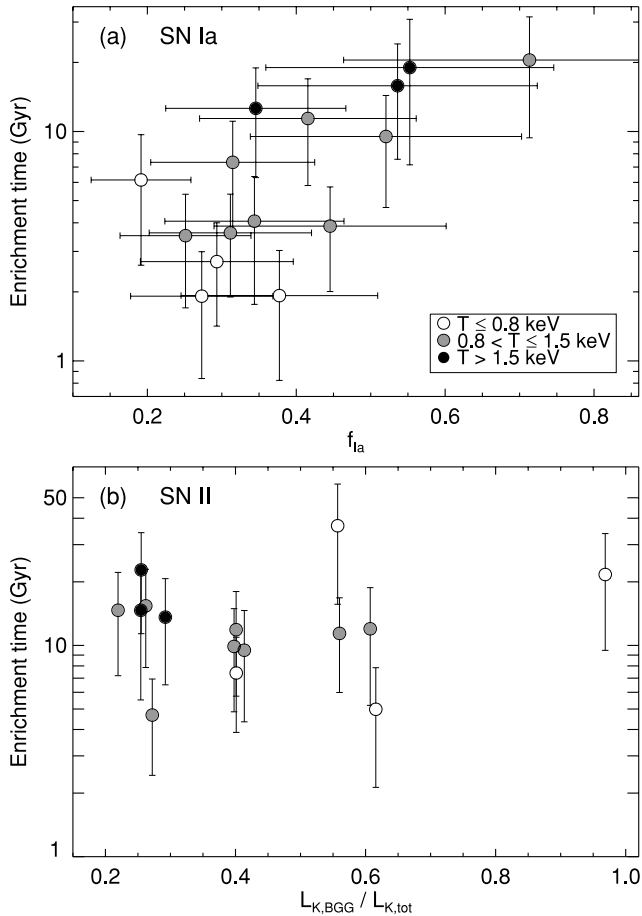 (a) SN Ia
Enrichment time (Gyr)
10
1
T ≤ 0.8 keV
0.8 < T ≤ 1.5 keV
T > 1.5 keV
0.2 0.4 0.6 0.8
f_Ia
(b) SN II
Enrichment time (Gyr)
50
10
1
0.2 0.4 0.6 0.8 1.0
L_K,BGG / L_K,tot